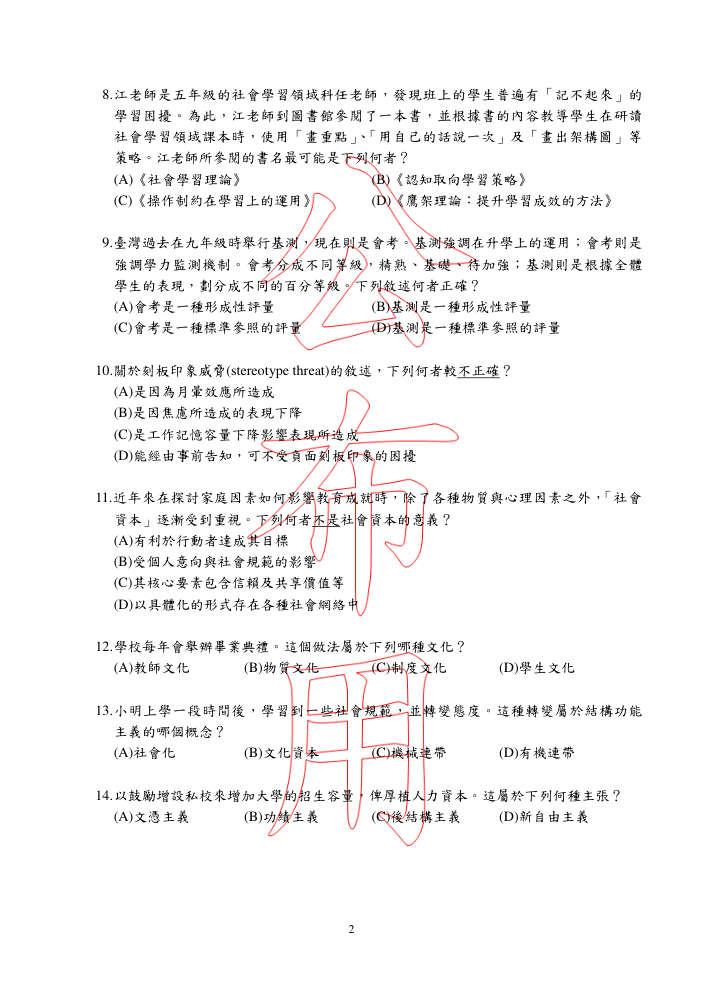 8.江老師是五年級的社會學習領域科任老師，發現班上的學生普遍有「記不起來」的
學習困擾。為此，江老師到圖書館參閱了一本書，並根據書的內容教導學生在研讀
社會學習領域課本時，使用「畫重點」、「用自己的話說一次」及「畫出架構圖」等
策略。江老師所參閱的書名最可能是下列何者？
(A)《社會學習理論》 (B)《認知取向學習策略》
(C)《操作制約在學習上的運用》 (D)《鷹架理論：提升學習成效的方法》
9.臺灣過去在九年級時舉行基測，現在則是會考。基測強調在升學上的運用；會考則是
強調學力監測機制。會考分成不同等級，精熟、基礎、待加強；基測則是根據全體
學生的表現，劃分成不同的百分等級。下列敘述何者正確？
(A)會考是一種形成性評量 (B)基測是一種形成性評量
(C)會考是一種標準參照的評量 (D)基測是一種標準參照的評量
10.關於刻板印象威脅(stereotype threat)的敘述，下列何者較不正確？
(A)是因為月暈效應所造成
(B)是因焦慮所造成的表現下降
(C)是工作記憶容量下降影響表現所造成
(D)能經由事前告知，可不受負面刻板印象的困擾
11.近年來在探討家庭因素如何影響教育成就時，除了各種物質與心理因素之外，「社會
資本」逐漸受到重視。下列何者不是社會資本的意義？
(A)有利於行動者達成其目標
(B)受個人意向與社會規範的影響
(C)其核心要素包含信賴及共享價值等
(D)以具體化的形式存在各種社會網絡中
12.學校每年會舉辦畢業典禮。這個做法屬於下列哪種文化？
(A)教師文化 (B)物質文化 (C)制度文化 (D)學生文化
13.小明上學一段時間後，學習到一些社會規範，並轉變態度。這種轉變屬於結構功能
主義的哪個概念？
(A)社會化 (B)文化資本 (C)機械連帶 (D)有機連帶
14.以鼓勵增設私校來增加大學的招生容量，俾厚植人力資本。這屬於下列何種主張？
(A)文憑主義 (B)功績主義 (C)後結構主義 (D)新自由主義
公布用
2